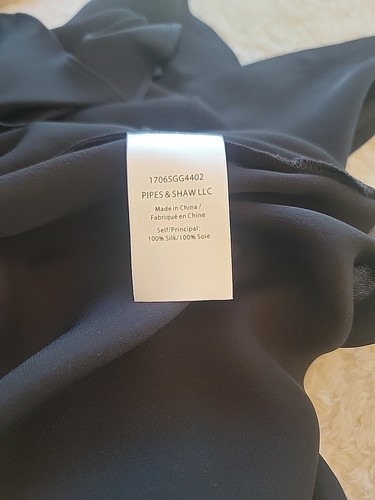 1706SGG4402
PIPES & SHAW LLC
Made in China /
Fabriqué en Chine
Self/Principal:
100% Silk/100% Soie